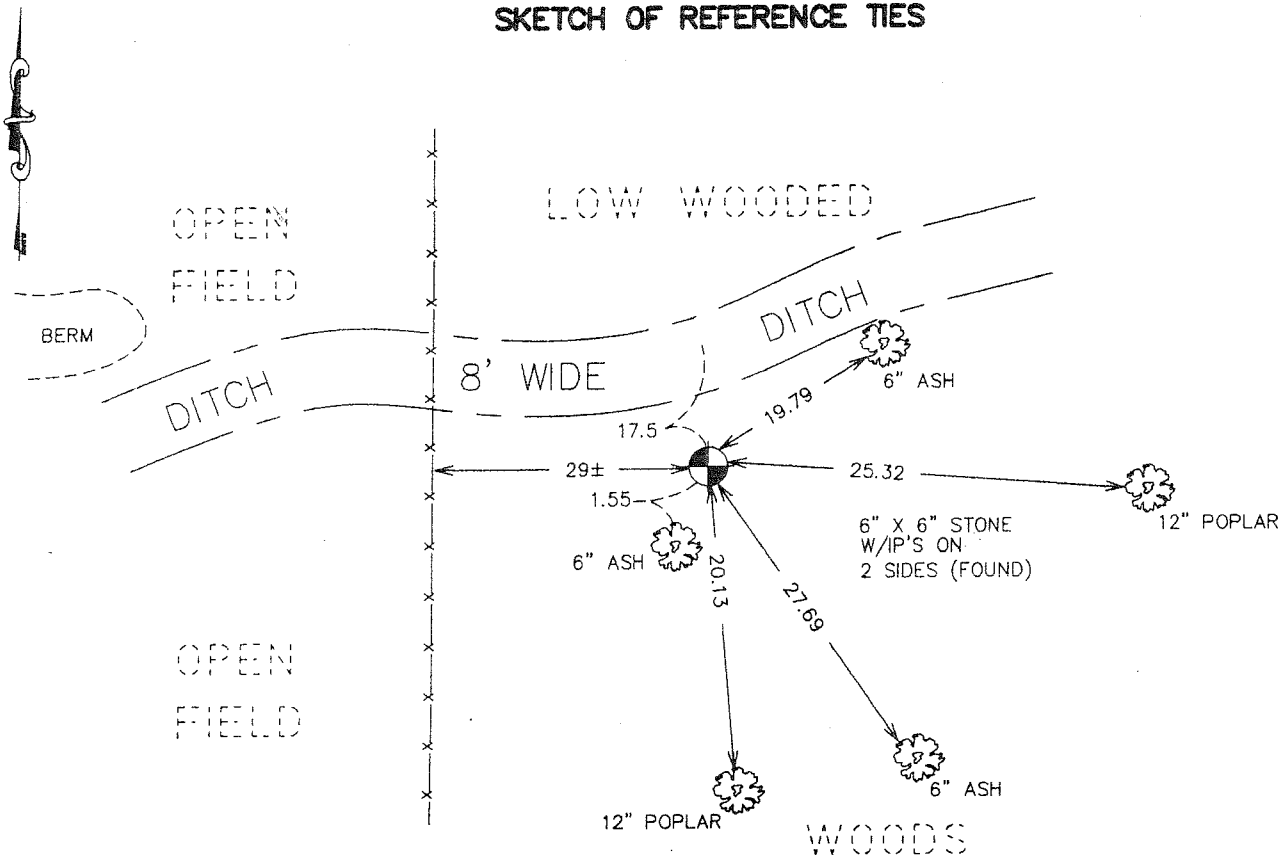 SKETCH OF REFERENCE TIES
OPEN
FIELD
LOW WOODED
BERM
DITCH
8' WIDE
DITCH
6" ASH
19.79
17.5
29±
25.32
12" POPLAR
1.55
6" ASH
6" X 6" STONE
W/IP'S ON
2 SIDES (FOUND)
20.13
27.69
OPEN
FIELD
6" ASH
12" POPLAR
WOODS